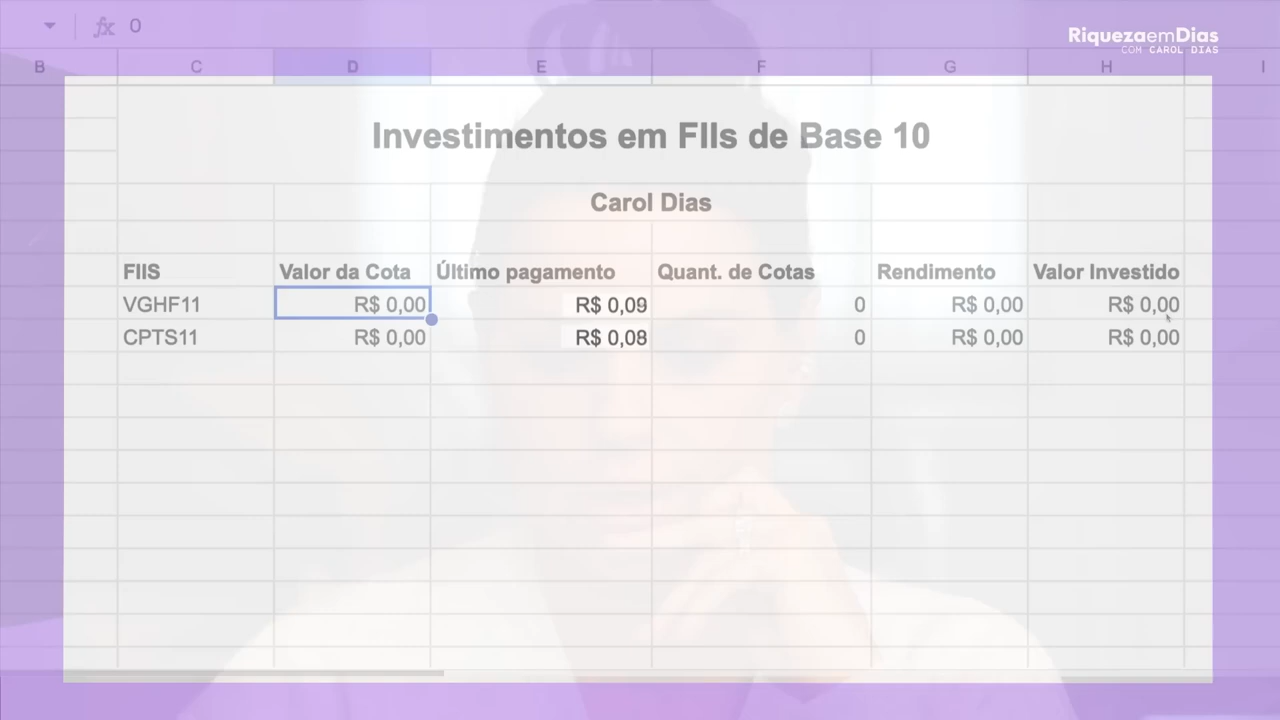 fx 0
RiquezaemDias
COM CAROL DIAS
B C D E F G H I
Investimentos em FIIs de Base 10
Carol Dias
FIIS Valor da Cota Último pagamento Quant. de Cotas Rendimento Valor Investido
VGHF11 R$ 0,00 R$ 0,09 0 R$ 0,00 R$ 0,00
CPTS11 R$ 0,00 R$ 0,08 0 R$ 0,00 R$ 0,00